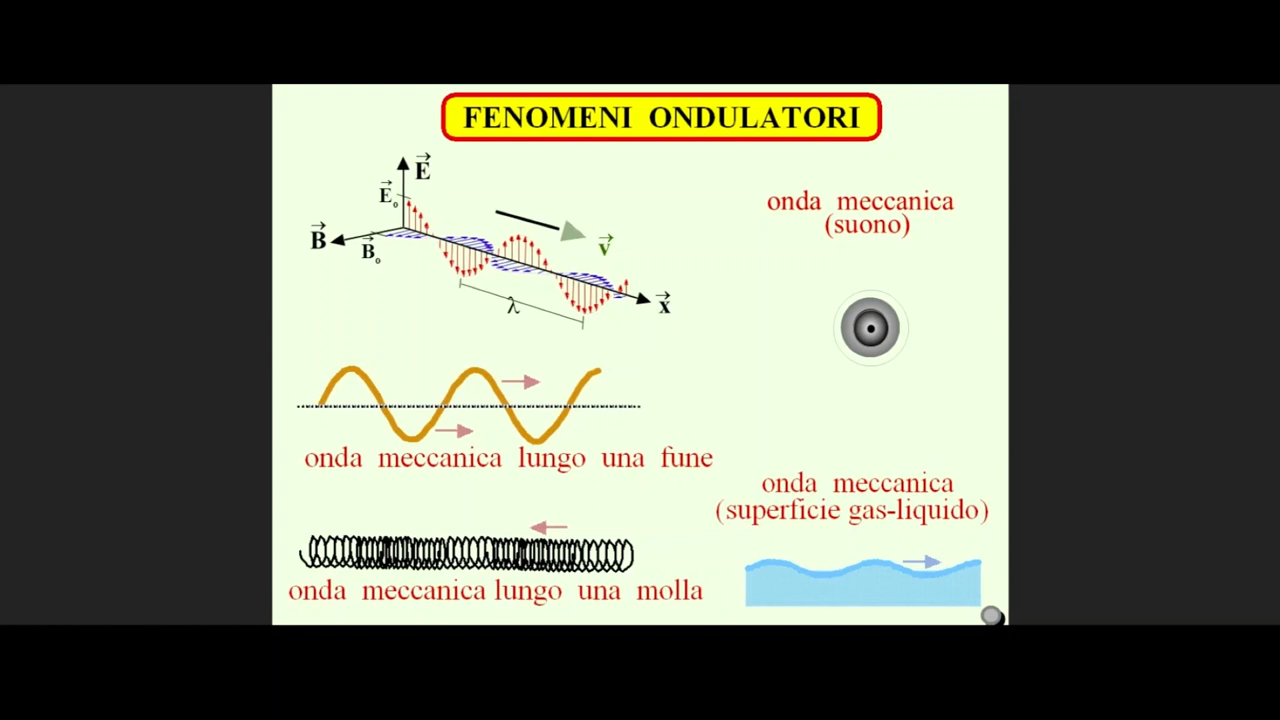 FENOMENI ONDULATORI
E
E₀
B
B₀
v
x
λ
onda meccanica
(suono)
onda meccanica lungo una fune
onda meccanica
(superficie gas-liquido)
onda meccanica lungo una molla